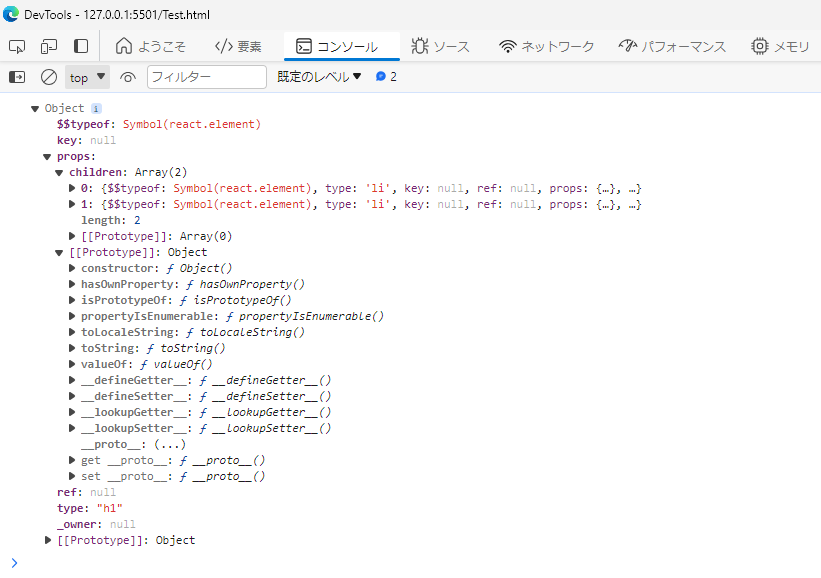 DevTools - 127.0.0.1:5501/Test.html
ようこそ </> 要素 コンソール ソース ネットワーク パフォーマンス メモリ
top ▼ フィルター 既定のレベル ▼ 2
▼ Object i
$$typeof: Symbol(react.element)
key: null
▼ props:
▼ children: Array(2)
▶ 0: {$$typeof: Symbol(react.element), type: 'li', key: null, ref: null, props: {…}, …}
▶ 1: {$$typeof: Symbol(react.element), type: 'li', key: null, ref: null, props: {…}, …}
length: 2
▶ [[Prototype]]: Array(0)
▼ [[Prototype]]: Object
▶ constructor: ƒ Object()
▶ hasOwnProperty: ƒ hasOwnProperty()
▶ isPrototypeOf: ƒ isPrototypeOf()
▶ propertyIsEnumerable: ƒ propertyIsEnumerable()
▶ toLocaleString: ƒ toLocaleString()
▶ toString: ƒ toString()
▶ valueOf: ƒ valueOf()
▶ __defineGetter__: ƒ __defineGetter__()
▶ __defineSetter__: ƒ __defineSetter__()
▶ __lookupGetter__: ƒ __lookupGetter__()
▶ __lookupSetter__: ƒ __lookupSetter__()
__proto__: (...)
▶ get __proto__: ƒ __proto__()
▶ set __proto__: ƒ __proto__()
ref: null
type: "h1"
_owner: null
▶ [[Prototype]]: Object
>